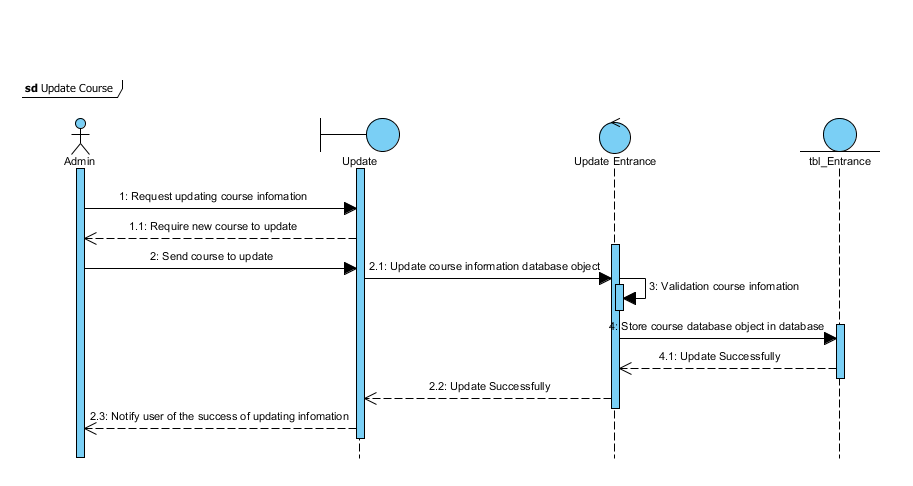 sd Update Course
Admin
Update
Update Entrance
tbl_Entrance
1: Request updating course infomation
1.1: Require new course to update
2: Send course to update
2.1: Update course information database object
3: Validation course infomation
4: Store course database object in database
4.1: Update Successfully
2.2: Update Successfully
2.3: Notify user of the success of updating infomation